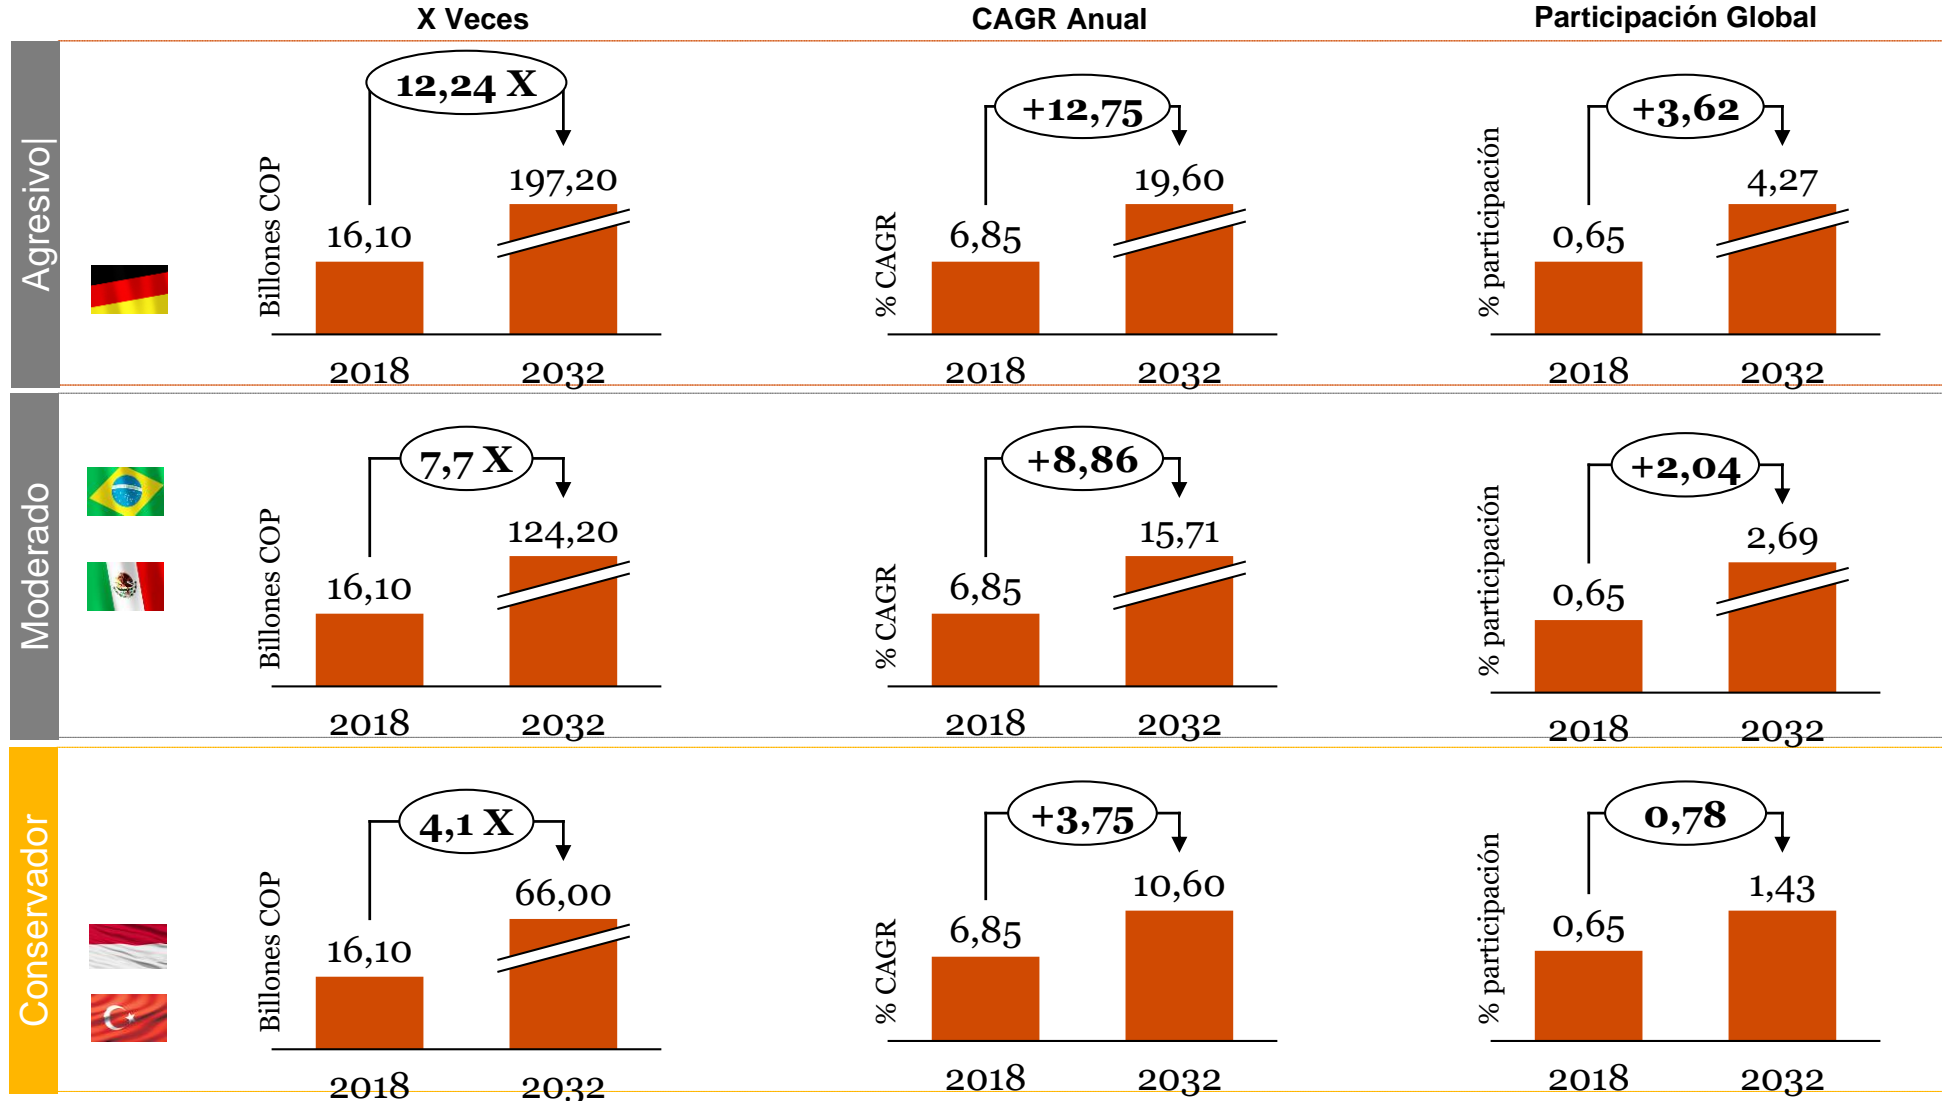 X Veces
CAGR Anual
Participación Global
Agresivo|
Billones COP
12,24 X
16,10
197,20
2018
2032
% CAGR
+12,75
6,85
19,60
2018
2032
% participación
+3,62
0,65
4,27
2018
2032
Moderado
Billones COP
7,7 X
16,10
124,20
2018
2032
% CAGR
+8,86
6,85
15,71
2018
2032
% participación
+2,04
0,65
2,69
2018
2032
Conservador
Billones COP
4,1 X
16,10
66,00
2018
2032
% CAGR
+3,75
6,85
10,60
2018
2032
% participación
0,78
0,65
1,43
2018
2032